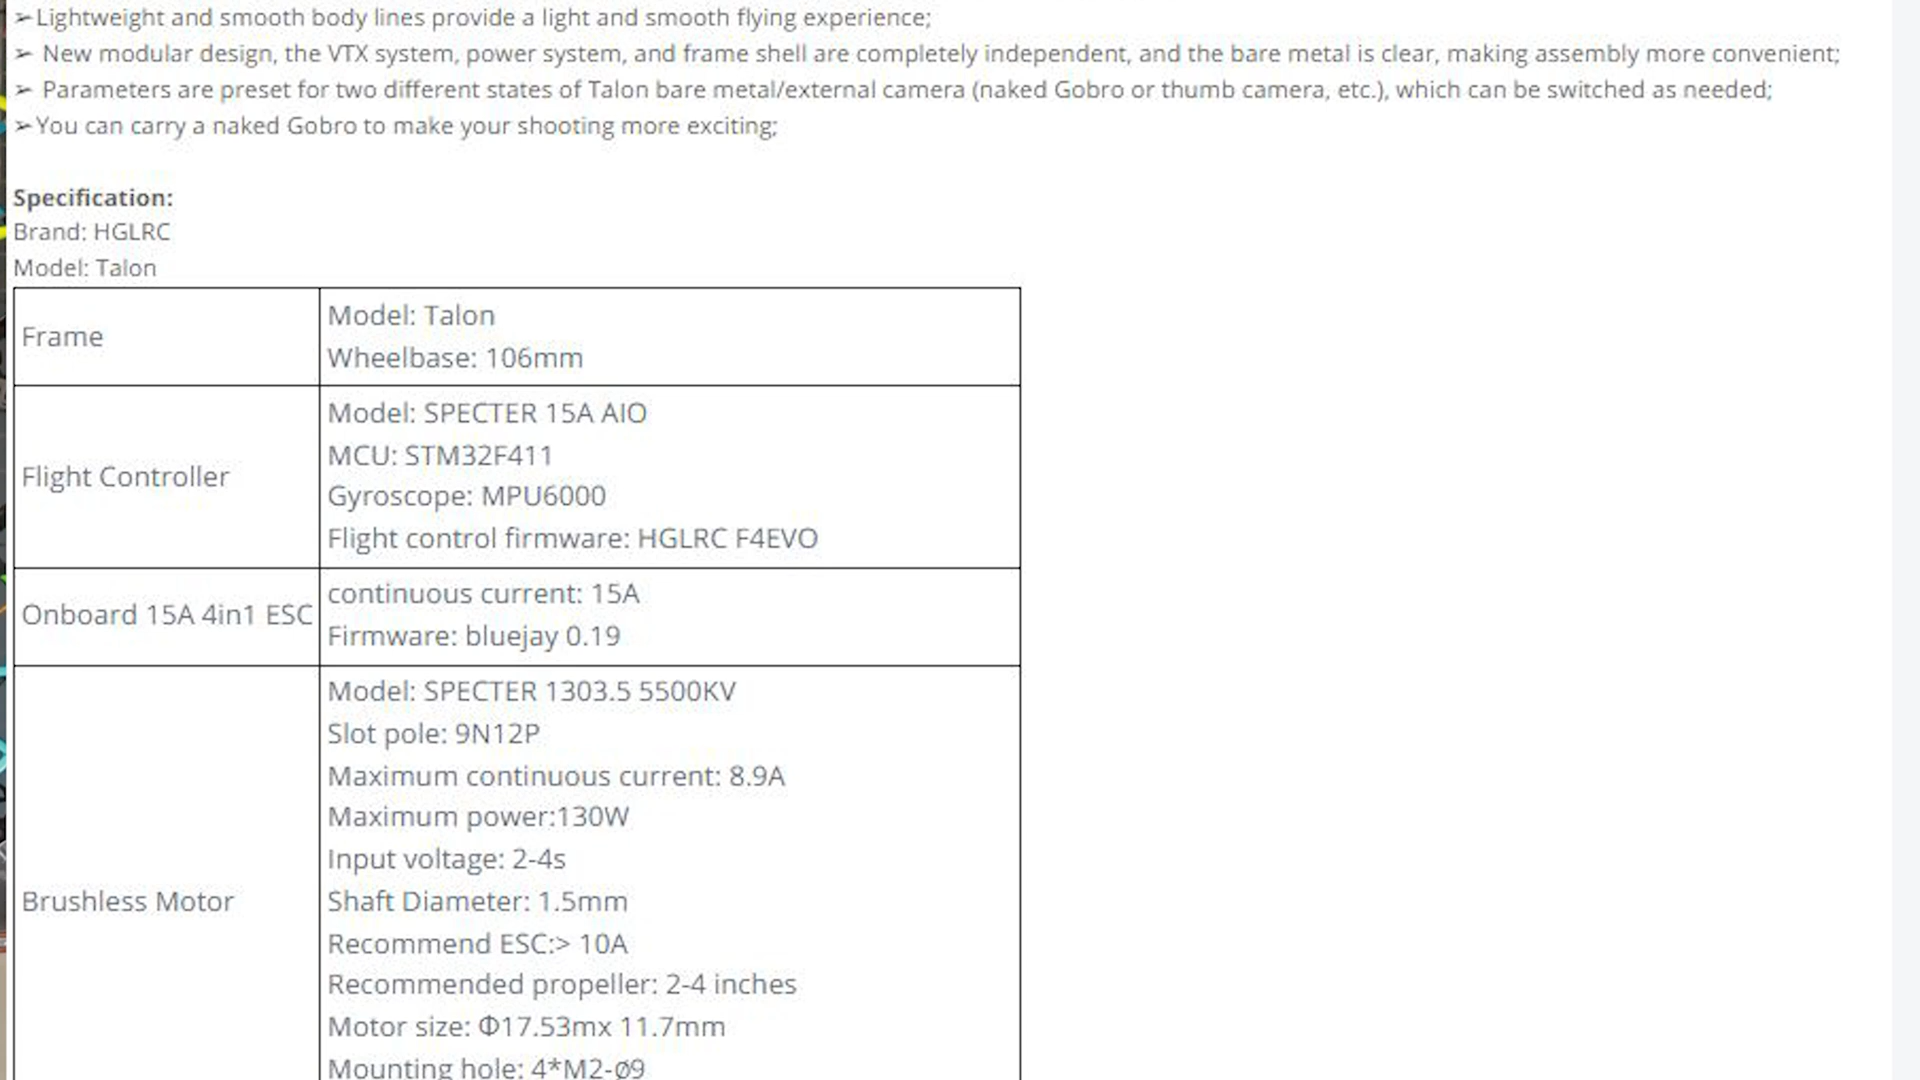 ➢Lightweight and smooth body lines provide a light and smooth flying experience;
➢ New modular design, the VTX system, power system, and frame shell are completely independent, and the bare metal is clear, making assembly more convenient;
➢ Parameters are preset for two different states of Talon bare metal/external camera (naked Gobro or thumb camera, etc.), which can be switched as needed;
➢You can carry a naked Gobro to make your shooting more exciting;
Specification:
Brand: HGLRC
Model: Talon
Frame
Model: Talon
Wheelbase: 106mm
Flight Controller
Model: SPECTER 15A AIO
MCU: STM32F411
Gyroscope: MPU6000
Flight control firmware: HGLRC F4EVO
Onboard 15A 4in1 ESC
continuous current: 15A
Firmware: bluejay 0.19
Brushless Motor
Model: SPECTER 1303.5 5500KV
Slot pole: 9N12P
Maximum continuous current: 8.9A
Maximum power:130W
Input voltage: 2-4s
Shaft Diameter: 1.5mm
Recommend ESC:> 10A
Recommended propeller: 2-4 inches
Motor size: Φ17.53mx 11.7mm
Mounting hole: 4*M2-ø9